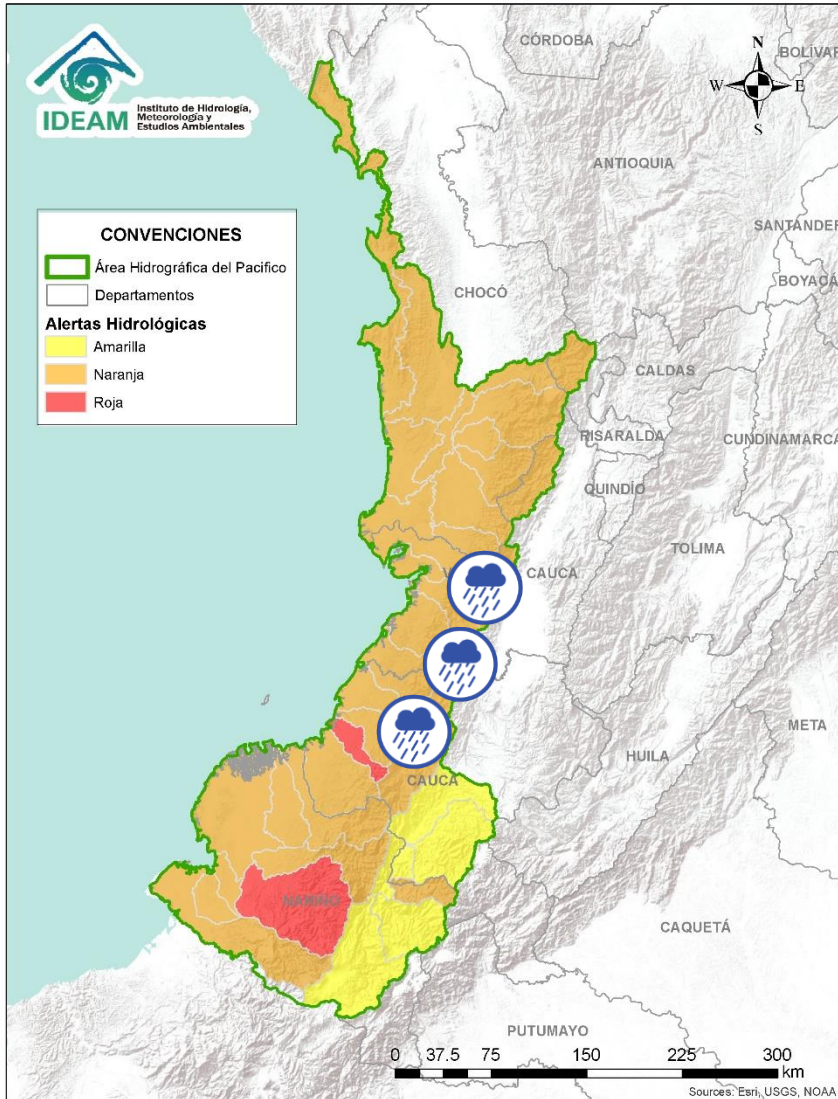 IDEAM
Instituto de Hidrología,
Meteorología y
Estudios Ambientales
CÓRDOBA
BOLÍVAR
N
W
E
S
ANTIOQUIA
CONVENCIONES
Área Hidrográfica del Pacifico
Departamentos
Alertas Hidrológicas
Amarilla
Naranja
Roja
SANTANDER
BOYACÁ
CHOCÓ
CALDAS
RISARALDA
CUNDINAMARCA
QUINDÍO
TOLIMA
CAUCA
META
HUILA
CAUCA
NARIÑO
CAQUETÁ
PUTUMAYO
0 37.5 75 150 225 300
km
Sources: Esri, USGS, NOAA